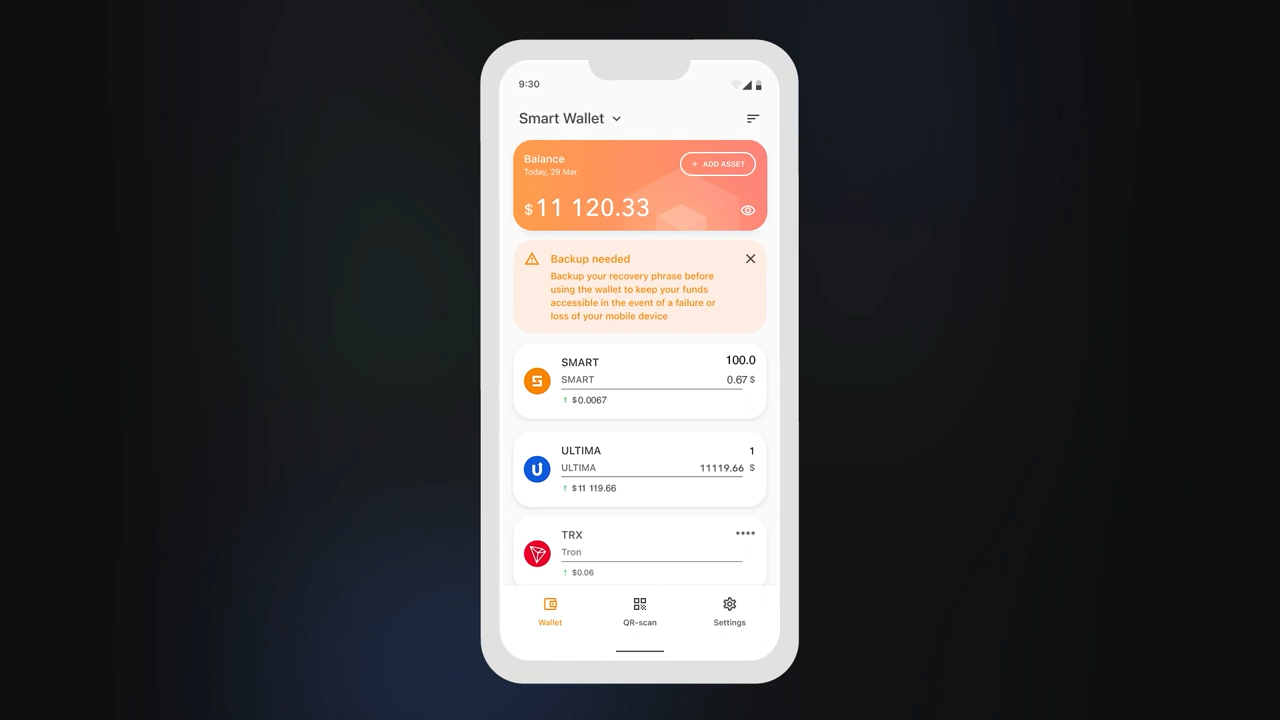 9:30
Smart Wallet
Balance
Today, 29 Mar
+ ADD ASSET
$11 120.33
Backup needed
Backup your recovery phrase before
using the wallet to keep your funds
accessible in the event of a failure or
loss of your mobile device
SMART 100.0
SMART 0.67 $
↑ $0.0067
ULTIMA 1
ULTIMA 11119.66 $
↑ $11 119.66
TRX ****
Tron
↑ $0.06
Wallet QR-scan Settings